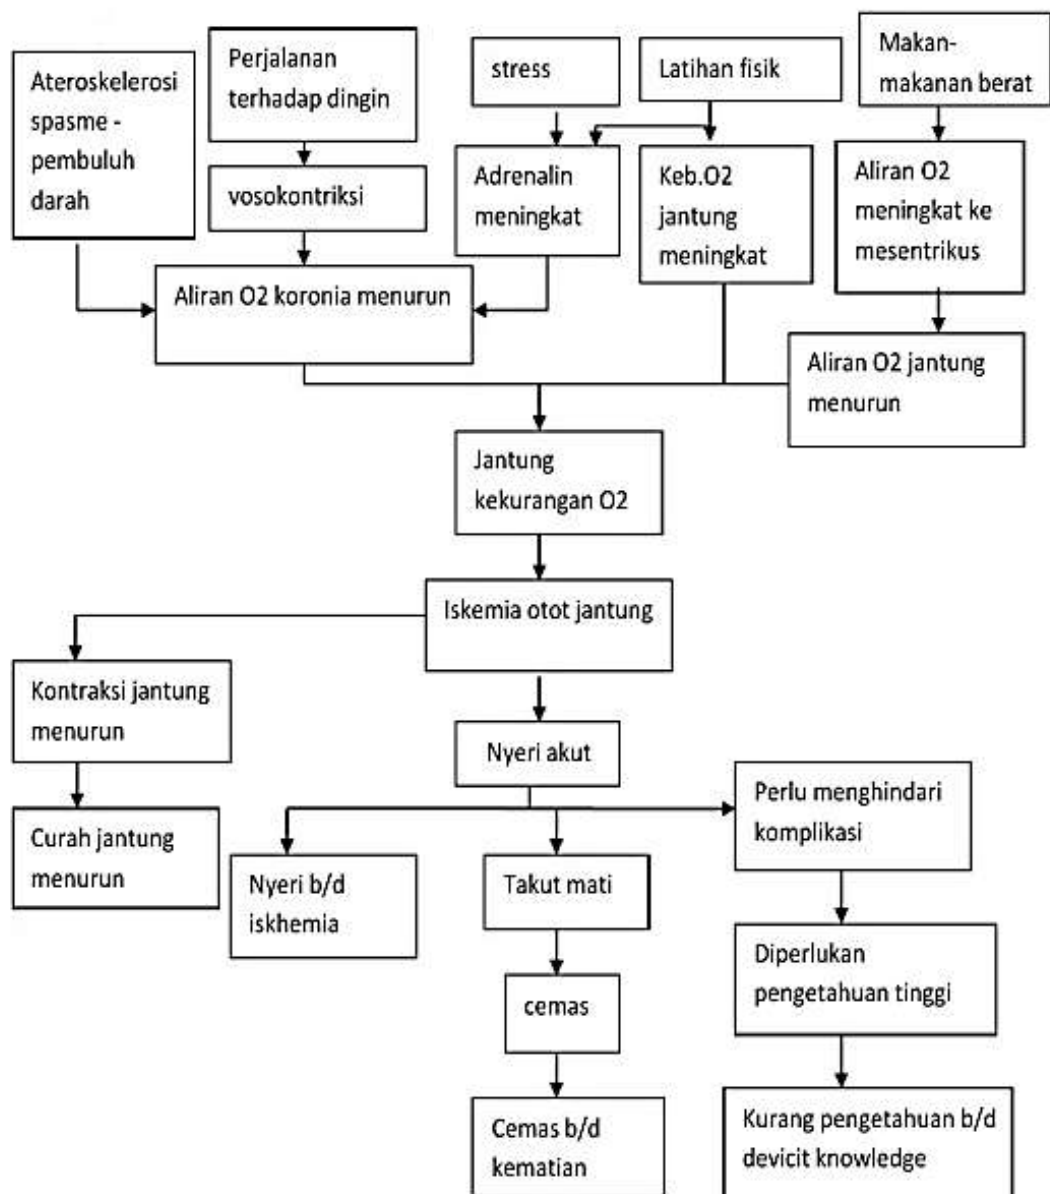 Ateroskelerosi
spasme -
pembuluh
darah
Perjalanan
terhadap dingin
stress
Latihan fisik
Makan-
makanan berat
vosokontriksi
Adrenalin
meningkat
Keb.O2
jantung
meningkat
Aliran O2
meningkat ke
mesentrikus
Aliran O2 koronia menurun
Aliran O2 jantung
menurun
Jantung
kekurangan O2
Iskemia otot jantung
Kontraksi jantung
menurun
Nyeri akut
Curah jantung
menurun
Nyeri b/d
iskhemia
Takut mati
Perlu menghindari
komplikasi
cemas
Diperlukan
pengetahuan tinggi
Cemas b/d
kematian
Kurang pengetahuan b/d
devicit knowledge